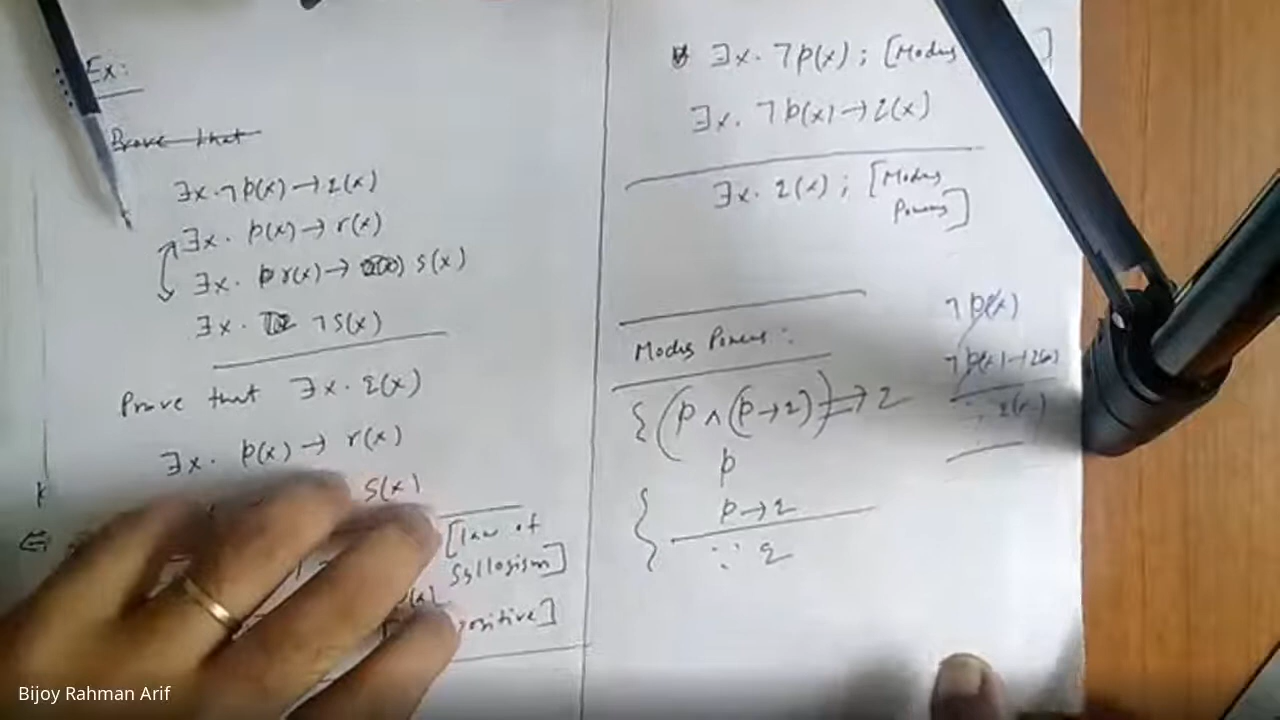 Ex:
Prove that
∃x. ¬p(x) → q(x)
∃x. p(x) → r(x)
∃x. r(x) → s(x)
∃x. ¬s(x)
Prove that ∃x. q(x)
∃x. p(x) → r(x)
s(x)
[law of
syllogism]
∃x. ¬p(x) ; [Modus ]
∃x. ¬p(x) → q(x)
∃x. q(x) ; [Modus
Ponens]
Modus Ponens:
{(p ∧ (p → q)) ⟹ q
p
p → q
∴ q
¬p(x)
¬p(x) → q(x)
∴ q(x)
Bijoy Rahman Arif